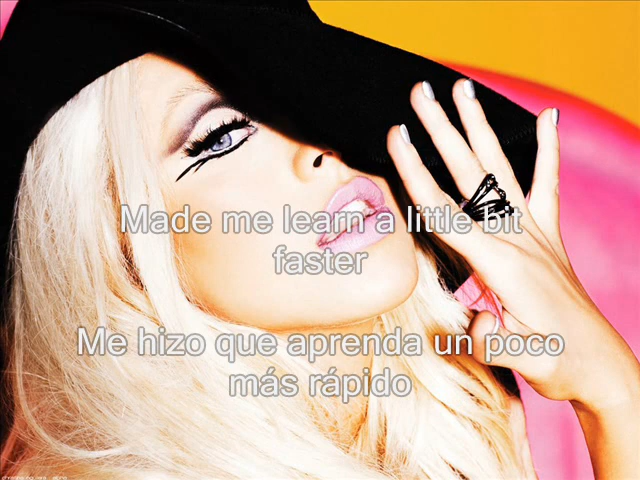 Made me learn a little bit
faster
Me hizo que aprenda un poco
más rápido